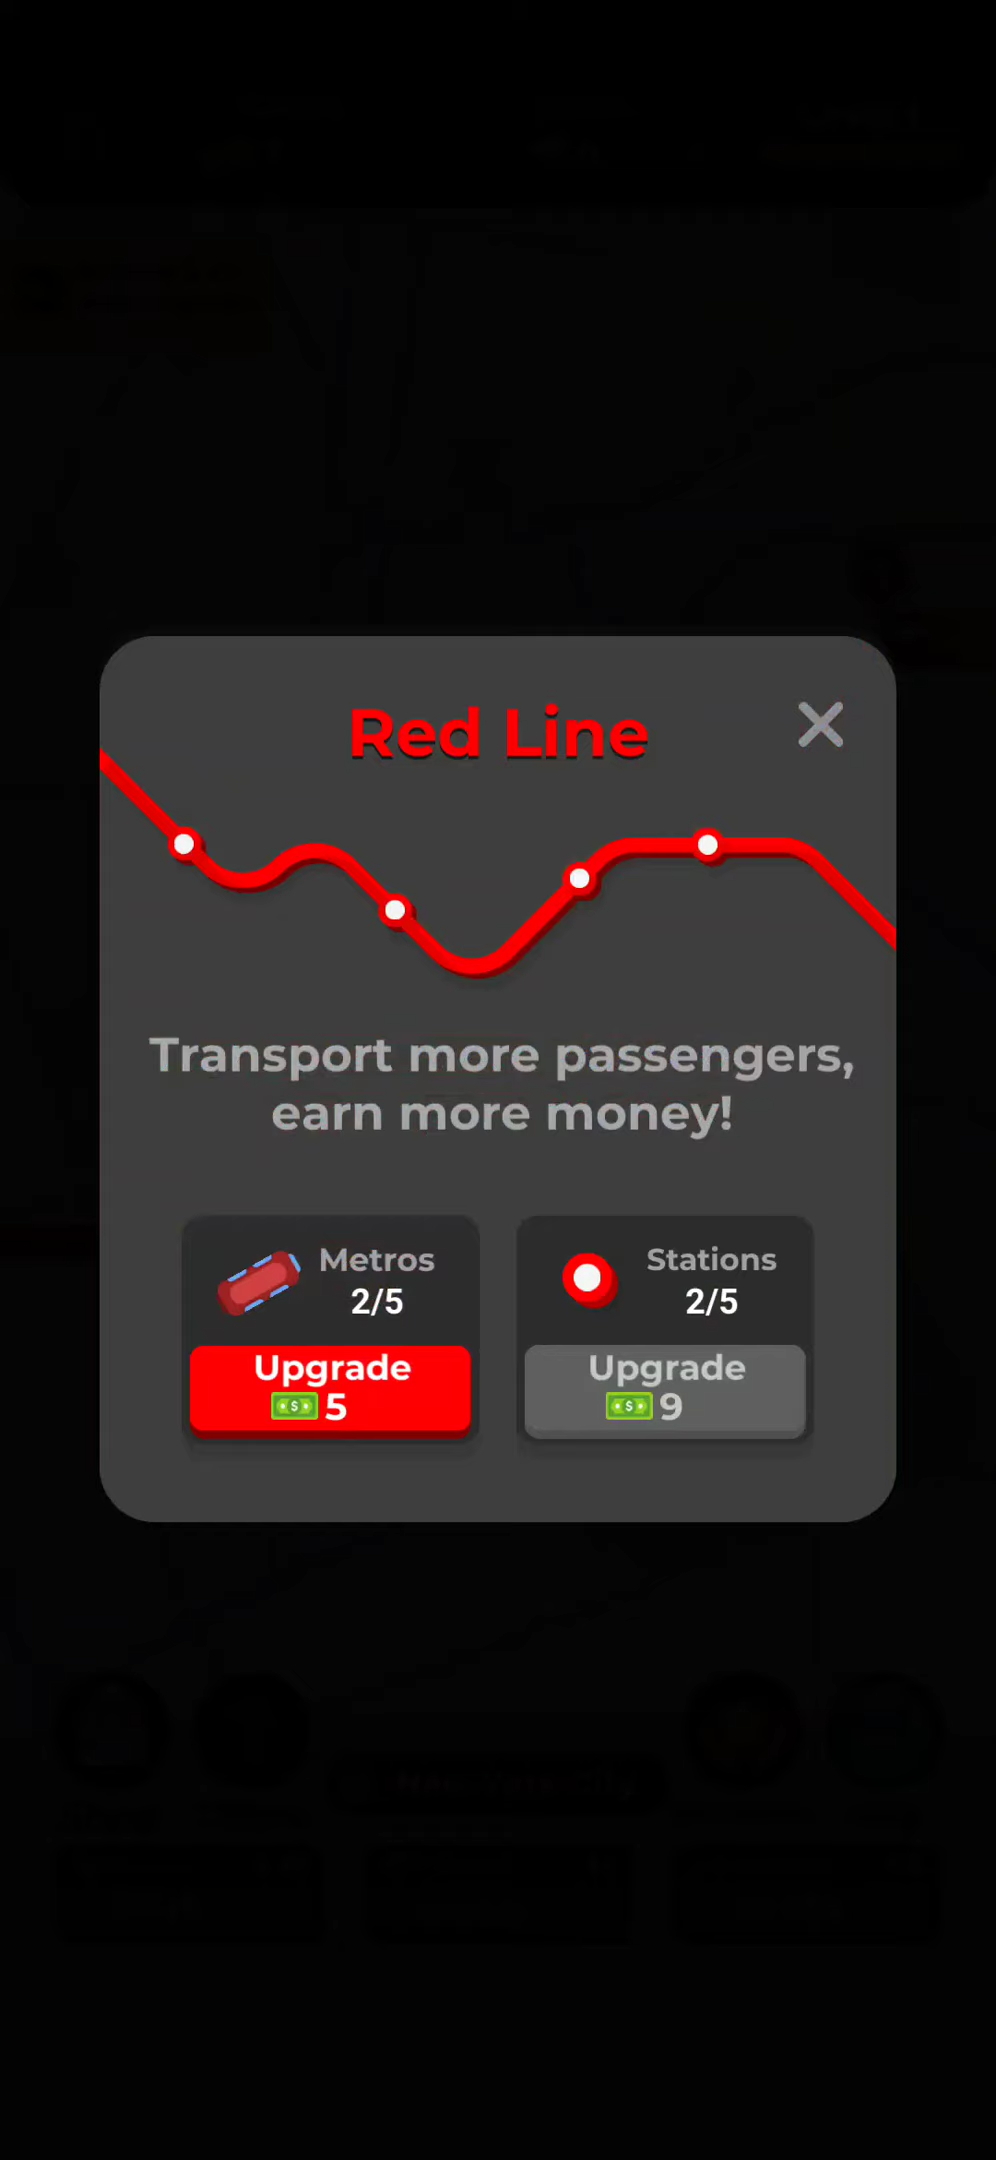 Red Line
Transport more passengers,
earn more money!
Metros
2/5
Upgrade
5
Stations
2/5
Upgrade
9